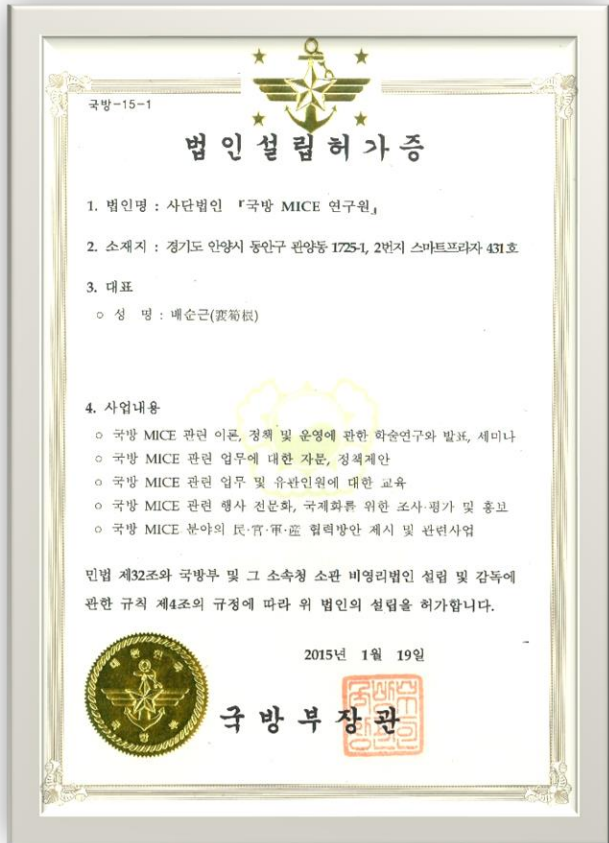 국방-15-1
법인설립허가증
1. 법인명 : 사단법인 『국방 MICE 연구원』
2. 소재지 : 경기도 안양시 동안구 관양동 1725-1, 2번지 스마트프라자 431호
3. 대표
○ 성 명 : 배순근(裵筍根)
4. 사업내용
○ 국방 MICE 관련 이론, 정책 및 운영에 관한 학술연구와 발표, 세미나
○ 국방 MICE 관련 업무에 대한 자문, 정책제안
○ 국방 MICE 관련 업무 및 유관인원에 대한 교육
○ 국방 MICE 관련 행사 전문화, 국제화를 위한 조사·평가 및 홍보
○ 국방 MICE 분야의 民·官·軍·産 협력방안 제시 및 관련사업
민법 제32조와 국방부 및 그 소속청 소관 비영리법인 설립 및 감독에
관한 규칙 제4조의 규정에 따라 위 법인의 설립을 허가합니다.
2015년 1월 19일
대한민국
국방부
국방부장관